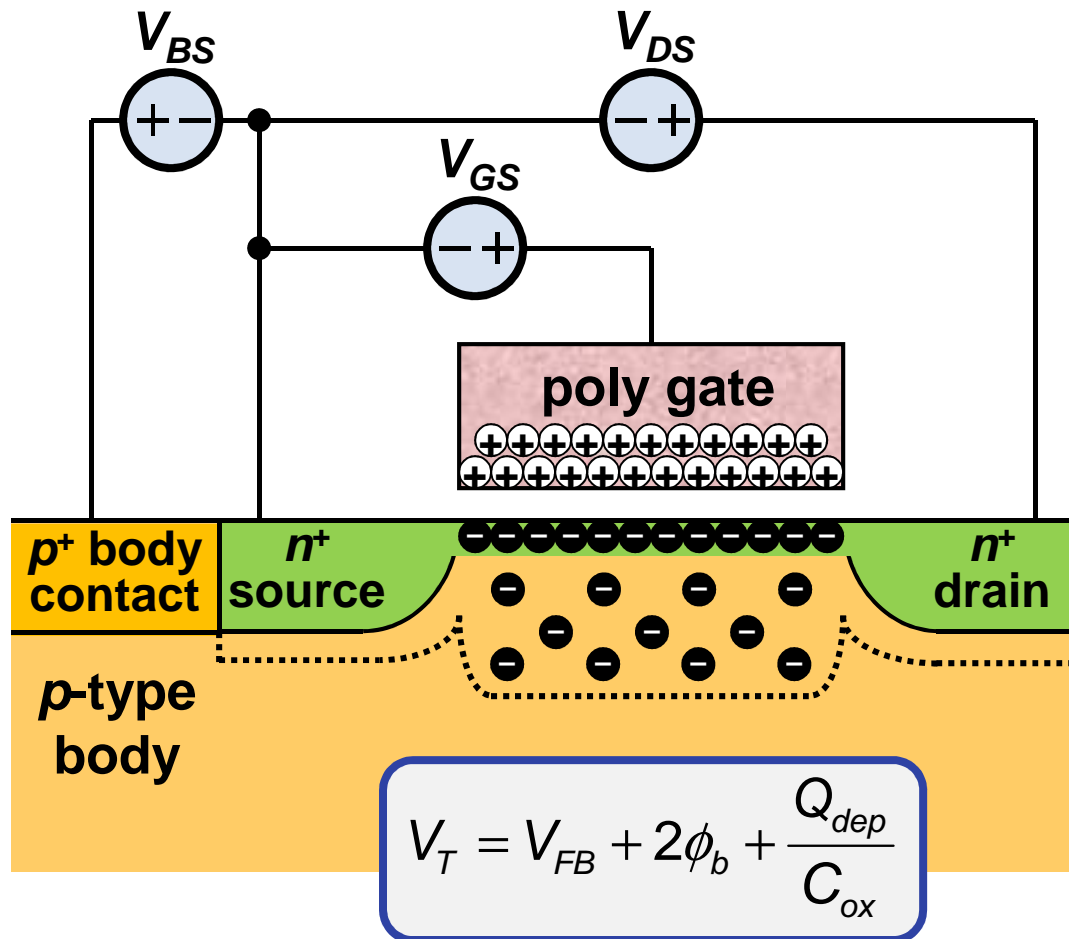 V_BS
V_DS
+ −
− +
V_GS
− +
poly gate
+ + + + + + + + + + +
+ + + + + + + + + + + +
p⁺ body
contact
n⁺
source
− − − − − − − − − − − −
n⁺
drain
− − − −
− − −
− − − −
p-type
body
V_T = V_FB + 2ϕ_b + Q_dep / C_ox